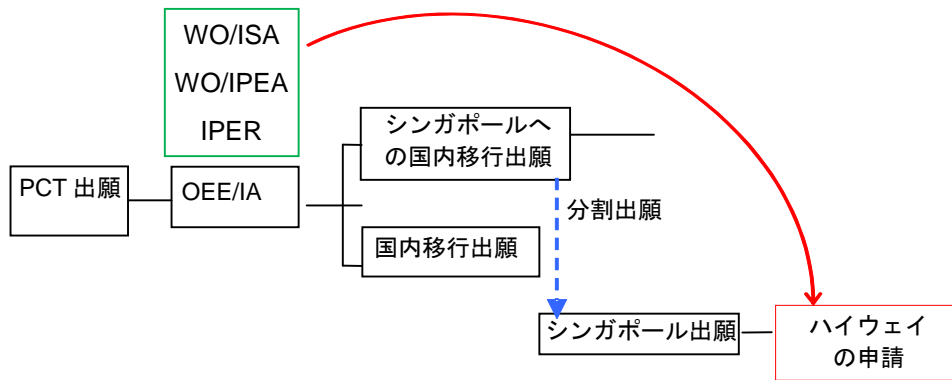 WO/ISA
WO/IPEA
IPER
シンガポールへ
の国内移行出願
PCT 出願
OEE/IA
分割出願
国内移行出願
シンガポール出願
ハイウェイ
の申請